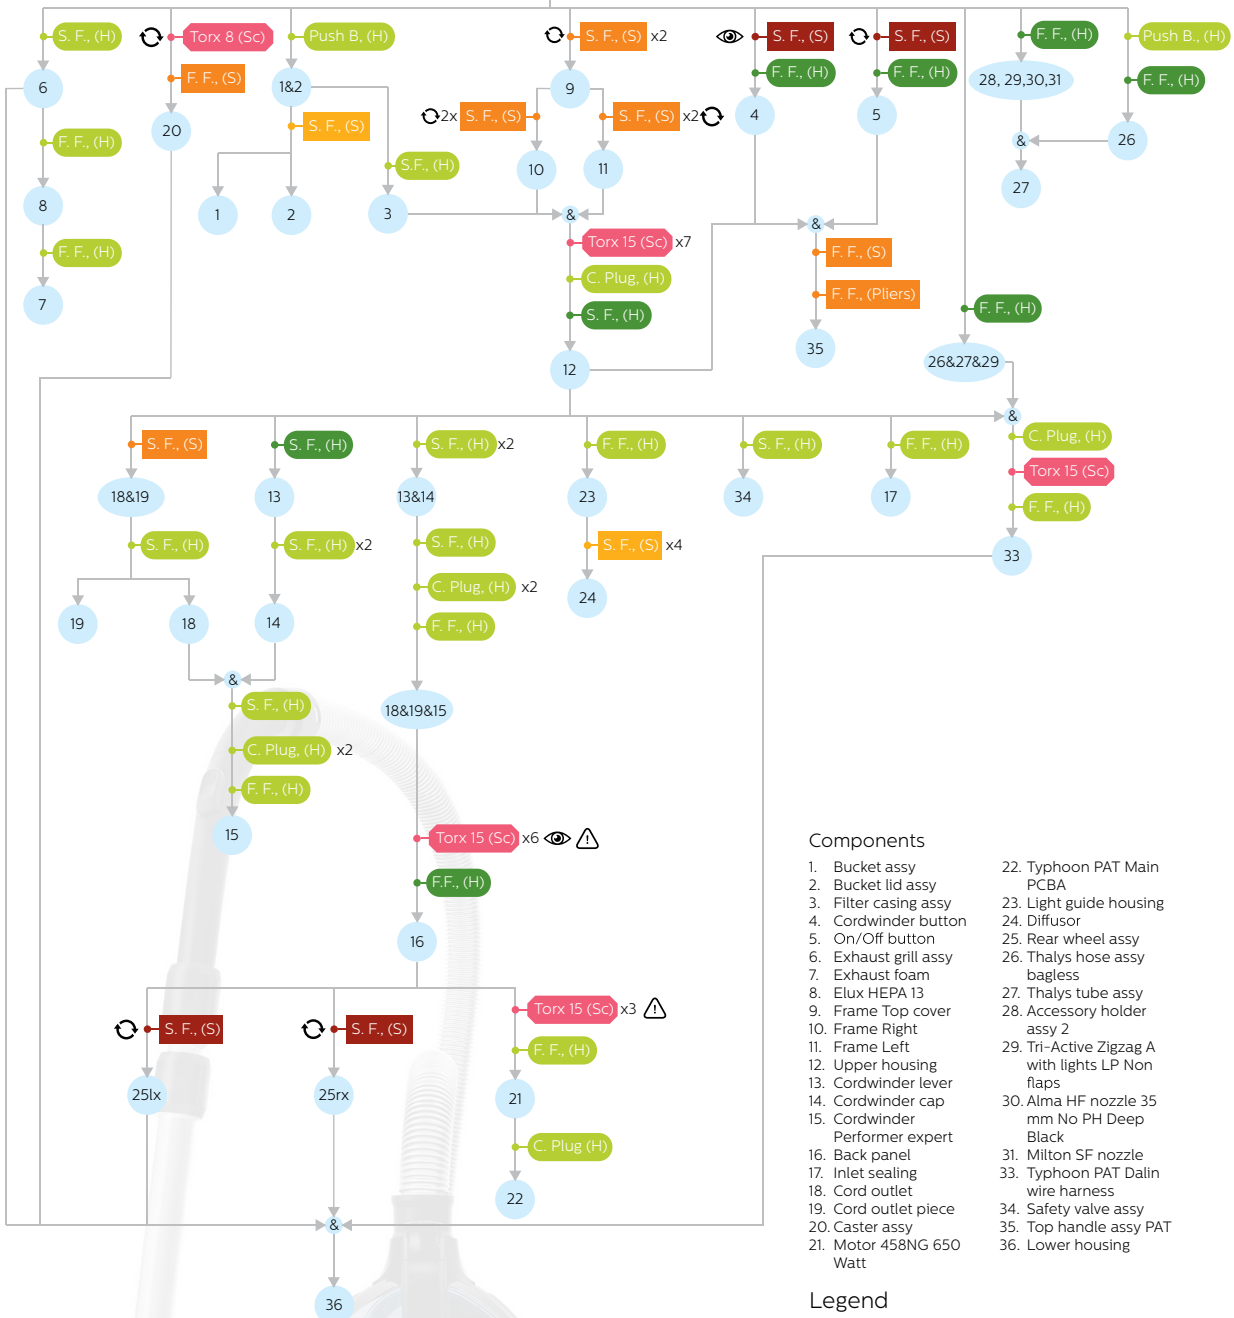 S. F., (H)
Torx 8 (Sc)
Push B, (H)
S. F., (S) x2
S. F., (S)
S. F., (S)
F. F., (H)
Push B., (H)
F. F., (S)
F. F., (H)
F. F., (H)
F. F., (H)
6
1&2
9
28, 29,30,31
4
5
2x S. F., (S)
S. F., (S) x2
20
S. F., (S)
F. F., (H)
&
26
S.F., (H)
10
11
27
8
1
2
3
&
&
F. F., (H)
Torx 15 (Sc) x7
F. F., (S)
C. Plug, (H)
F. F., (Pliers)
7
S. F., (H)
F. F., (H)
35
12
26&27&29
&
S. F., (S)
S. F., (H)
S. F., (H) x2
F. F., (H)
S. F., (H)
F. F., (H)
C. Plug, (H)
Torx 15 (Sc)
18&19
13
13&14
23
34
17
F. F., (H)
S. F., (H)
S. F., (H) x2
S. F., (H)
S. F., (S) x4
33
C. Plug, (H) x2
24
19
18
14
F. F., (H)
&
S. F., (H)
18&19&15
C. Plug, (H) x2
F. F., (H)
15
Torx 15 (Sc) x6
F.F., (H)
16
Torx 15 (Sc) x3
S. F., (S)
S. F., (S)
F. F., (H)
25lx
25rx
21
C. Plug (H)
22
&
36
Components
1. Bucket assy
2. Bucket lid assy
3. Filter casing assy
4. Cordwinder button
5. On/Off button
6. Exhaust grill assy
7. Exhaust foam
8. Elux HEPA 13
9. Frame Top cover
10. Frame Right
11. Frame Left
12. Upper housing
13. Cordwinder lever
14. Cordwinder cap
15. Cordwinder
Performer expert
16. Back panel
17. Inlet sealing
18. Cord outlet
19. Cord outlet piece
20. Caster assy
21. Motor 458NG 650
Watt
22. Typhoon PAT Main
PCBA
23. Light guide housing
24. Diffusor
25. Rear wheel assy
26. Thalys hose assy
bagless
27. Thalys tube assy
28. Accessory holder
assy 2
29. Tri-Active Zigzag A
with lights LP Non
flaps
30. Alma HF nozzle 35
mm No PH Deep
Black
31. Milton SF nozzle
33. Typhoon PAT Dalin
wire harness
34. Safety valve assy
35. Top handle assy PAT
36. Lower housing
Legend